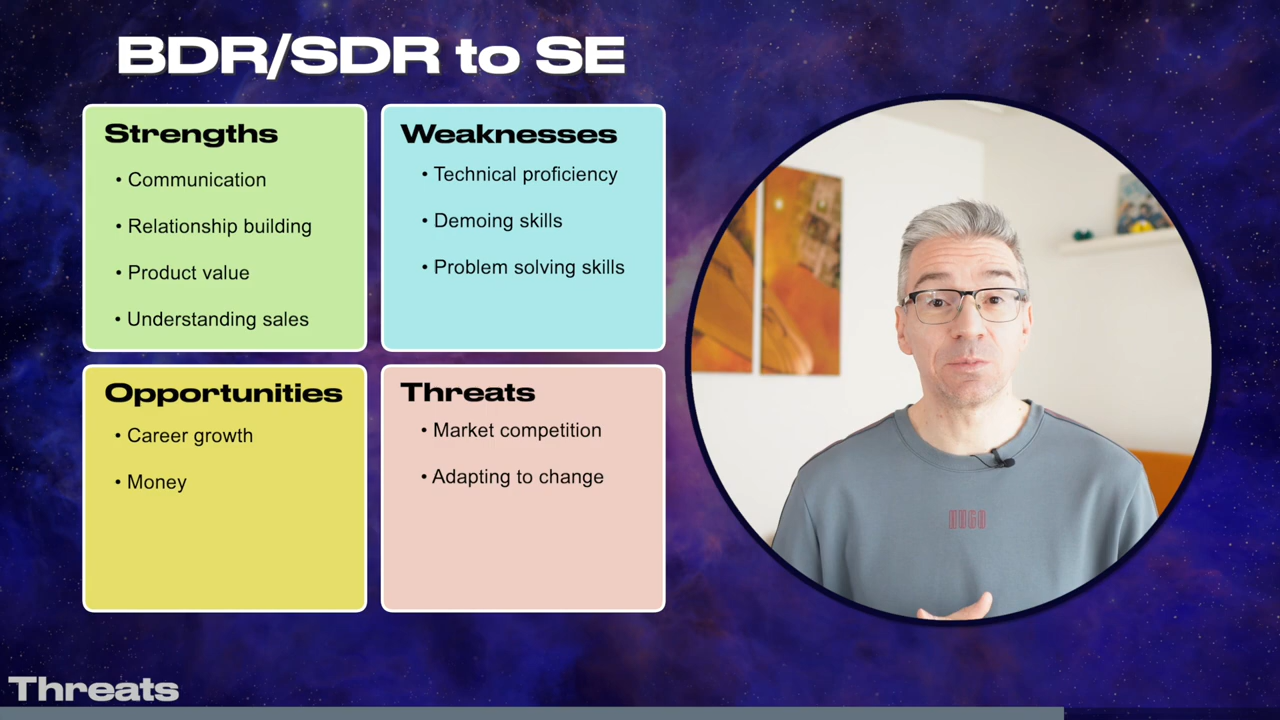 BDR/SDR to SE
Strengths
• Communication
• Relationship building
• Product value
• Understanding sales
Weaknesses
• Technical proficiency
• Demoing skills
• Problem solving skills
Opportunities
• Career growth
• Money
Threats
• Market competition
• Adapting to change
HUGO
Threats